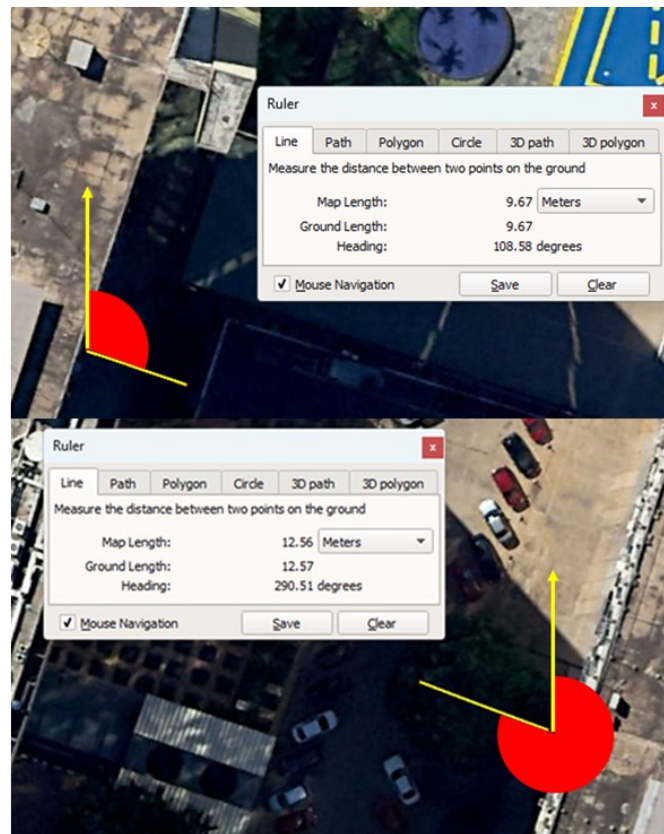 Ruler
Line Path Polygon Circle 3D path 3D polygon
Measure the distance between two points on the ground
Map Length: 9.67 Meters
Ground Length: 9.67
Heading: 108.58 degrees
Mouse Navigation Save Clear
Ruler
Line Path Polygon Circle 3D path 3D polygon
Measure the distance between two points on the ground
Map Length: 12.56 Meters
Ground Length: 12.57
Heading: 290.51 degrees
Mouse Navigation Save Clear